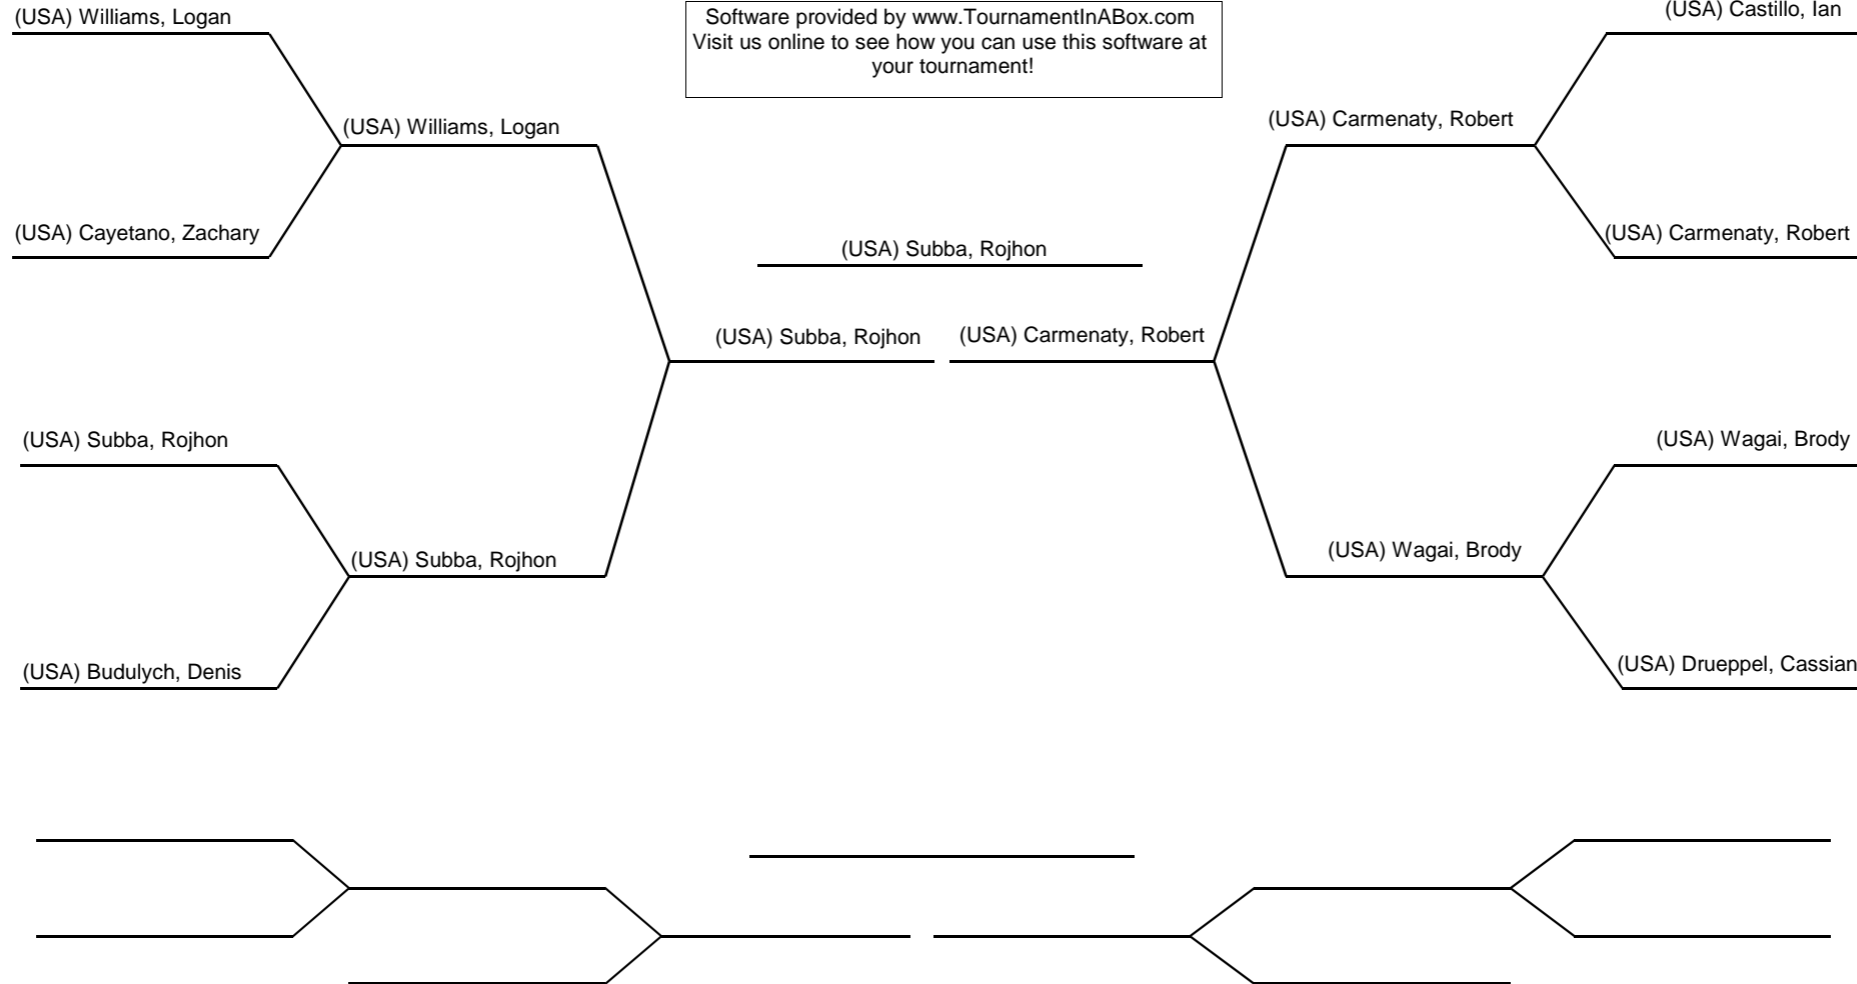 (USA) Williams, Logan
Software provided by www.TournamentInABox.com
Visit us online to see how you can use this software at
your tournament!
(USA) Castillo, Ian
(USA) Williams, Logan
(USA) Carmenaty, Robert
(USA) Cayetano, Zachary
(USA) Subba, Rojhon
(USA) Carmenaty, Robert
(USA) Subba, Rojhon
(USA) Carmenaty, Robert
(USA) Subba, Rojhon
(USA) Wagai, Brody
(USA) Subba, Rojhon
(USA) Wagai, Brody
(USA) Budulych, Denis
(USA) Drueppel, Cassian